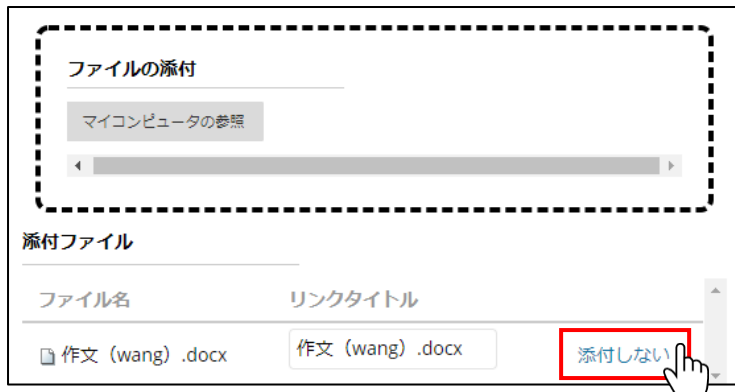 ファイルの添付
マイコンピュータの参照
添付ファイル
ファイル名 リンクタイトル
作文（wang）.docx 作文（wang）.docx 添付しない